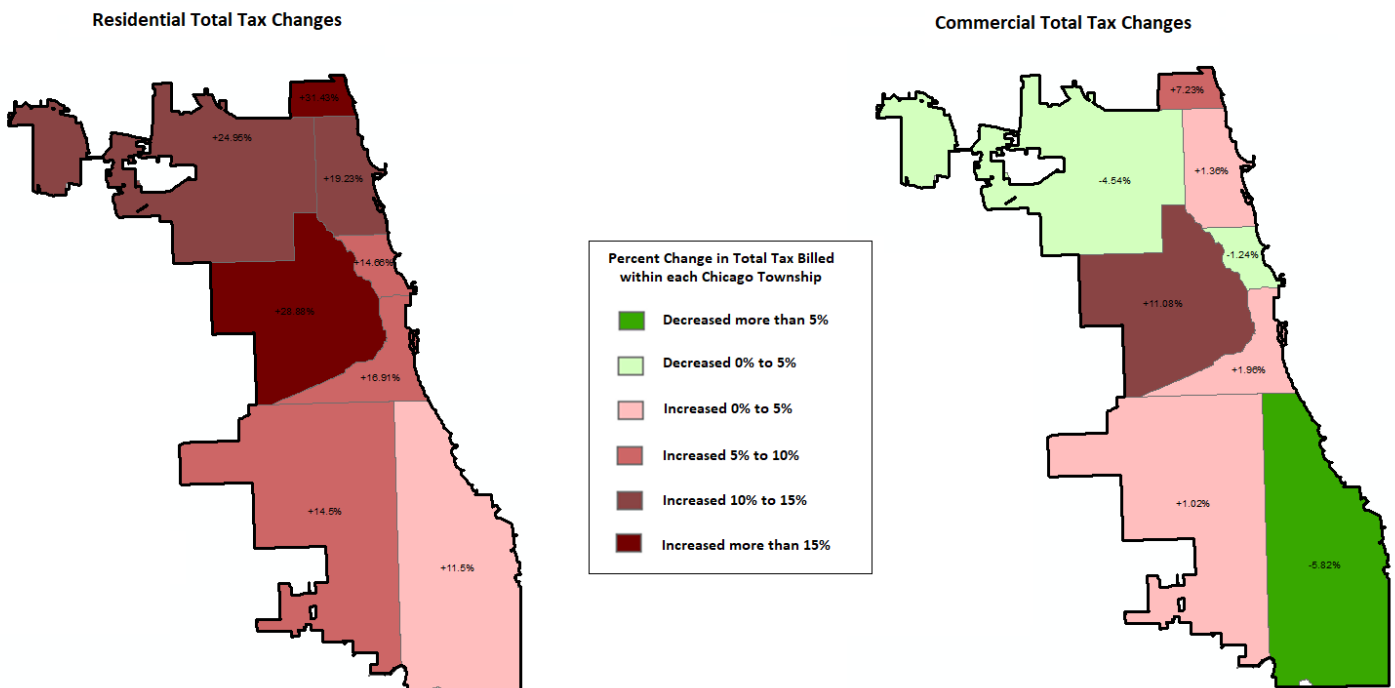 Residential Total Tax Changes
Commercial Total Tax Changes
+31.43%
+24.95%
+19.23%
+14.66%
+28.83%
+16.91%
+14.5%
+11.5%
Percent Change in Total Tax Billed
within each Chicago Township
Decreased more than 5%
Decreased 0% to 5%
Increased 0% to 5%
Increased 5% to 10%
Increased 10% to 15%
Increased more than 15%
+7.23%
+1.36%
-4.54%
-1.24%
+11.08%
+1.96%
+1.02%
-5.82%